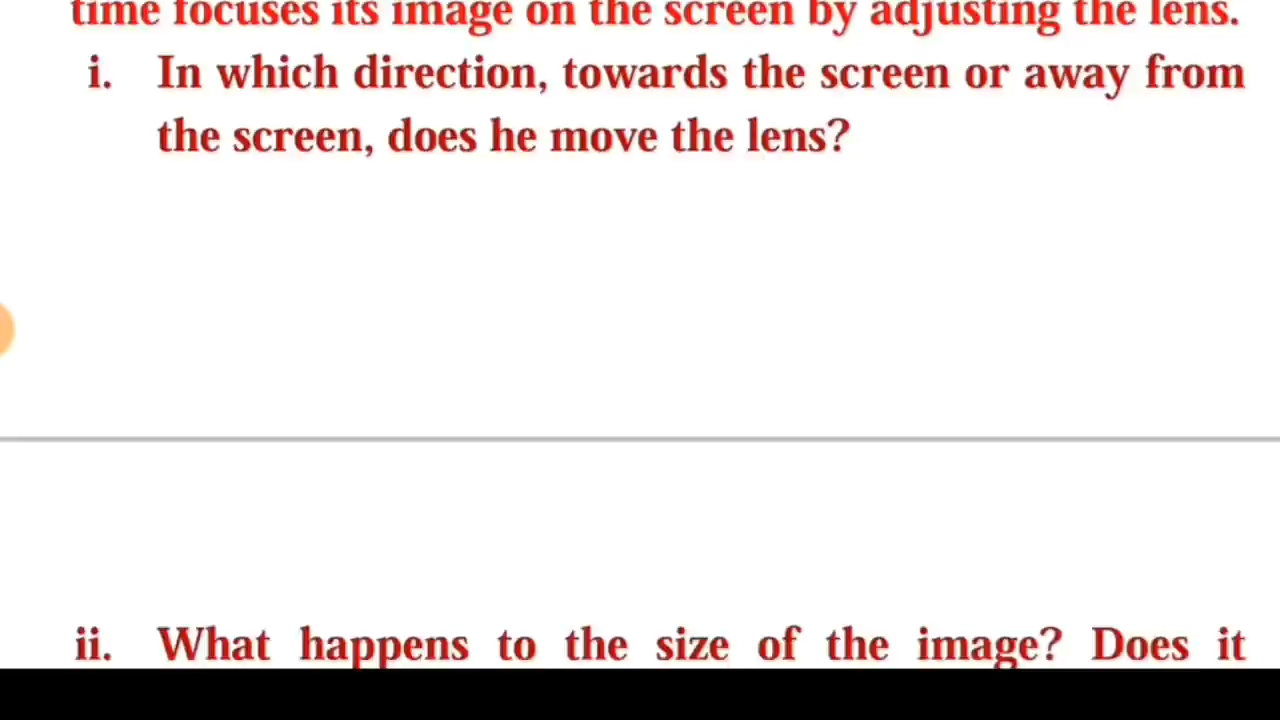 time focuses its image on the screen by adjusting the lens.
i. In which direction, towards the screen or away from
the screen, does he move the lens?
ii. What happens to the size of the image? Does it